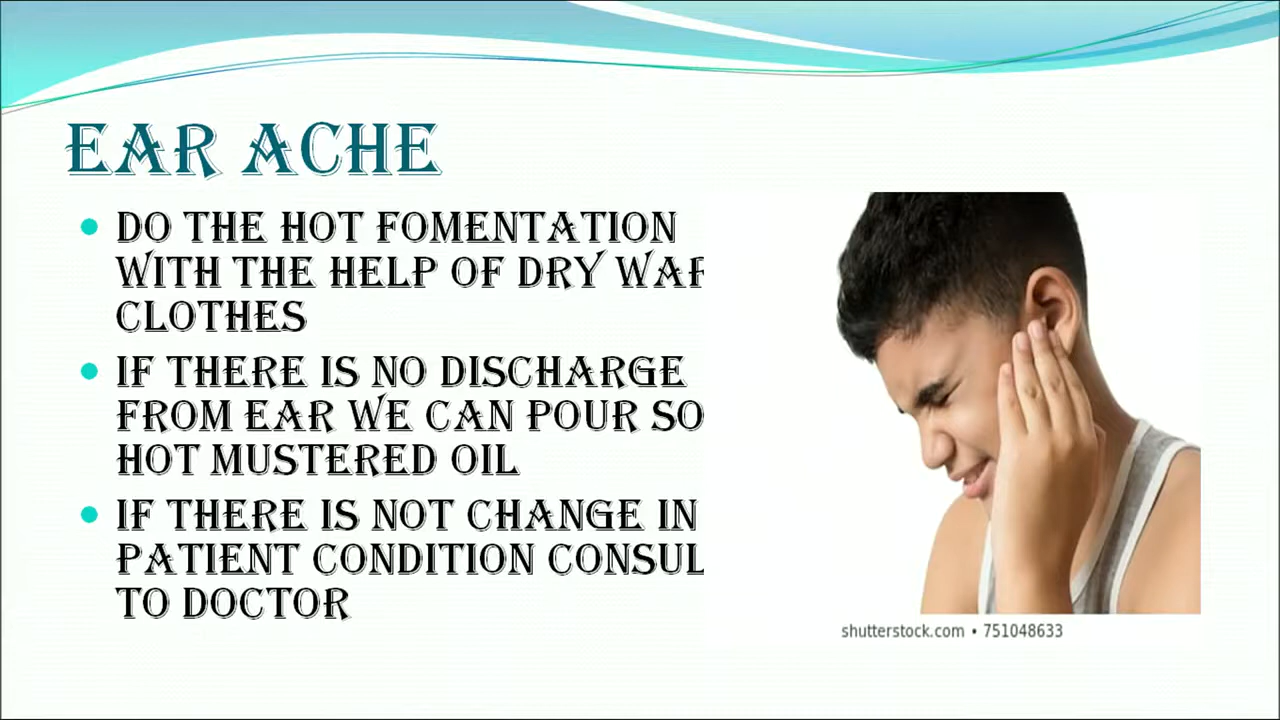 EAR ACHE
DO THE HOT FOMENTATION
WITH THE HELP OF DRY
CLOTHES
IF THERE IS NO DISCHARGE
FROM EAR WE CAN POUR
HOT MUSTERED OIL
IF THERE IS NOT CHANGE IN
PATIENT CONDITION
TO DOCTOR
shutterstock.com • 751048633